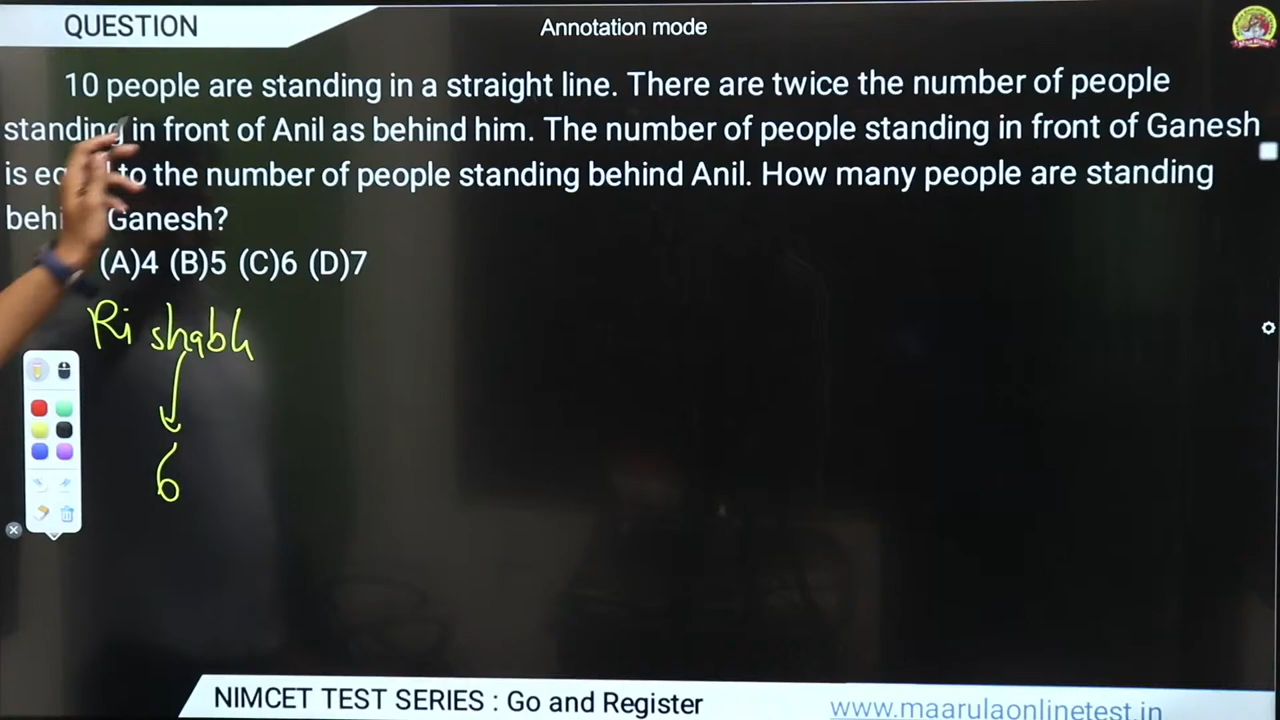 QUESTION
Annotation mode
10 people are standing in a straight line. There are twice the number of people
standing in front of Anil as behind him. The number of people standing in front of Ganesh
is to the number of people standing behind Anil. How many people are standing
Ganesh?
(A)4 (B)5 (C)6 (D)7
Rishabh
6
NIMCET TEST SERIES : Go and Register
www.maarulaonlinetest.in